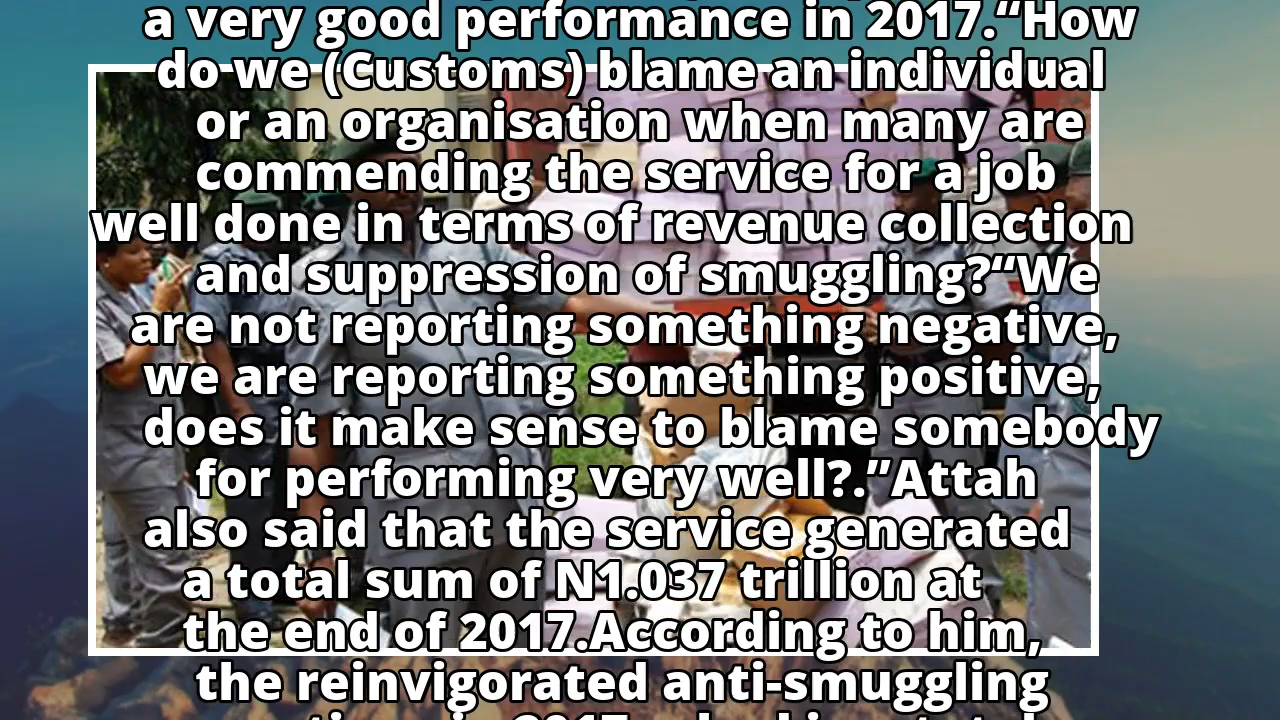 a very good performance in 2017.“How
do we (Customs) blame an individual
or an organisation when many are
commending the service for a job
well done in terms of revenue collection
and suppression of smuggling?“We
are not reporting something negative,
we are reporting something positive,
does it make sense to blame somebody
for performing very well?.”Attah
also said that the service generated
a total sum of N1.037 trillion at
the end of 2017.According to him,
the reinvigorated anti-smuggling